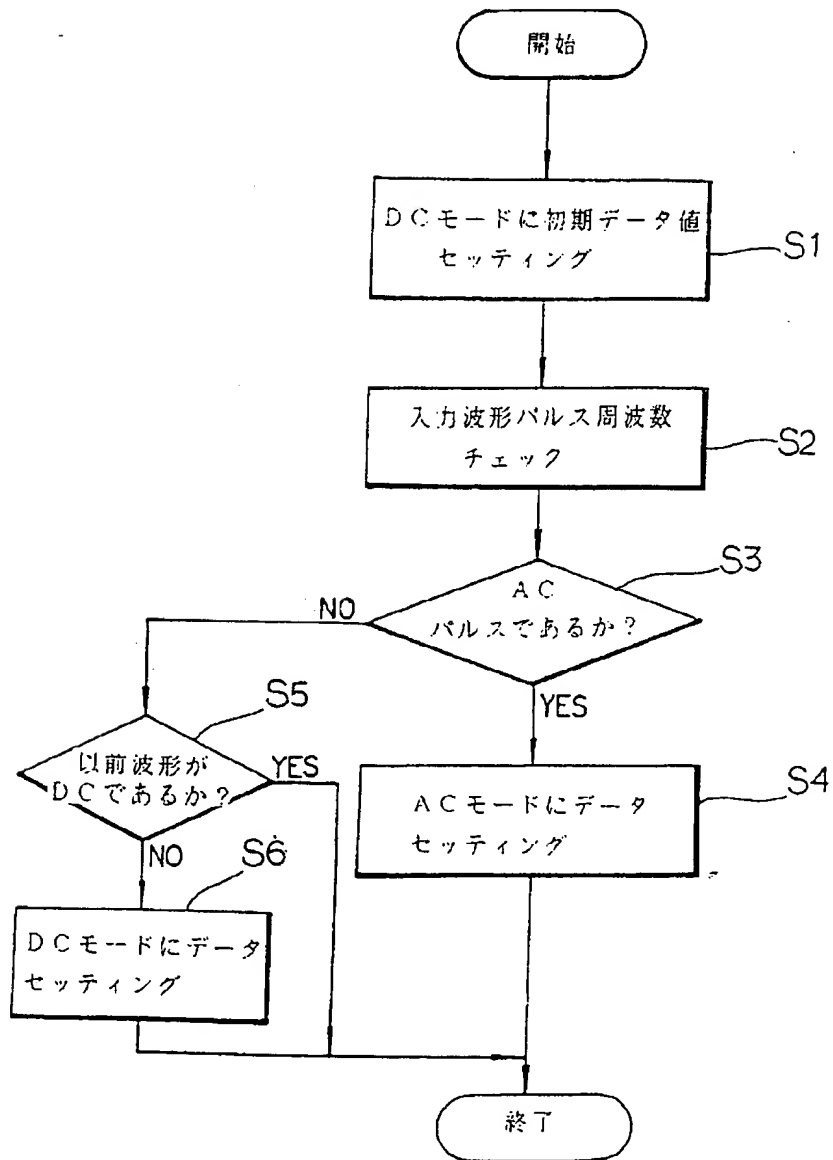 開始
DCモードに初期データ値
セッティング
S1
入力波形パルス周波数
チェック
S2
S3
AC
パルスであるか?
NO
YES
S5
以前波形が
DCであるか?
YES
NO
S4
ACモードにデータ
セッティング
S6
DCモードにデータ
セッティング
終了